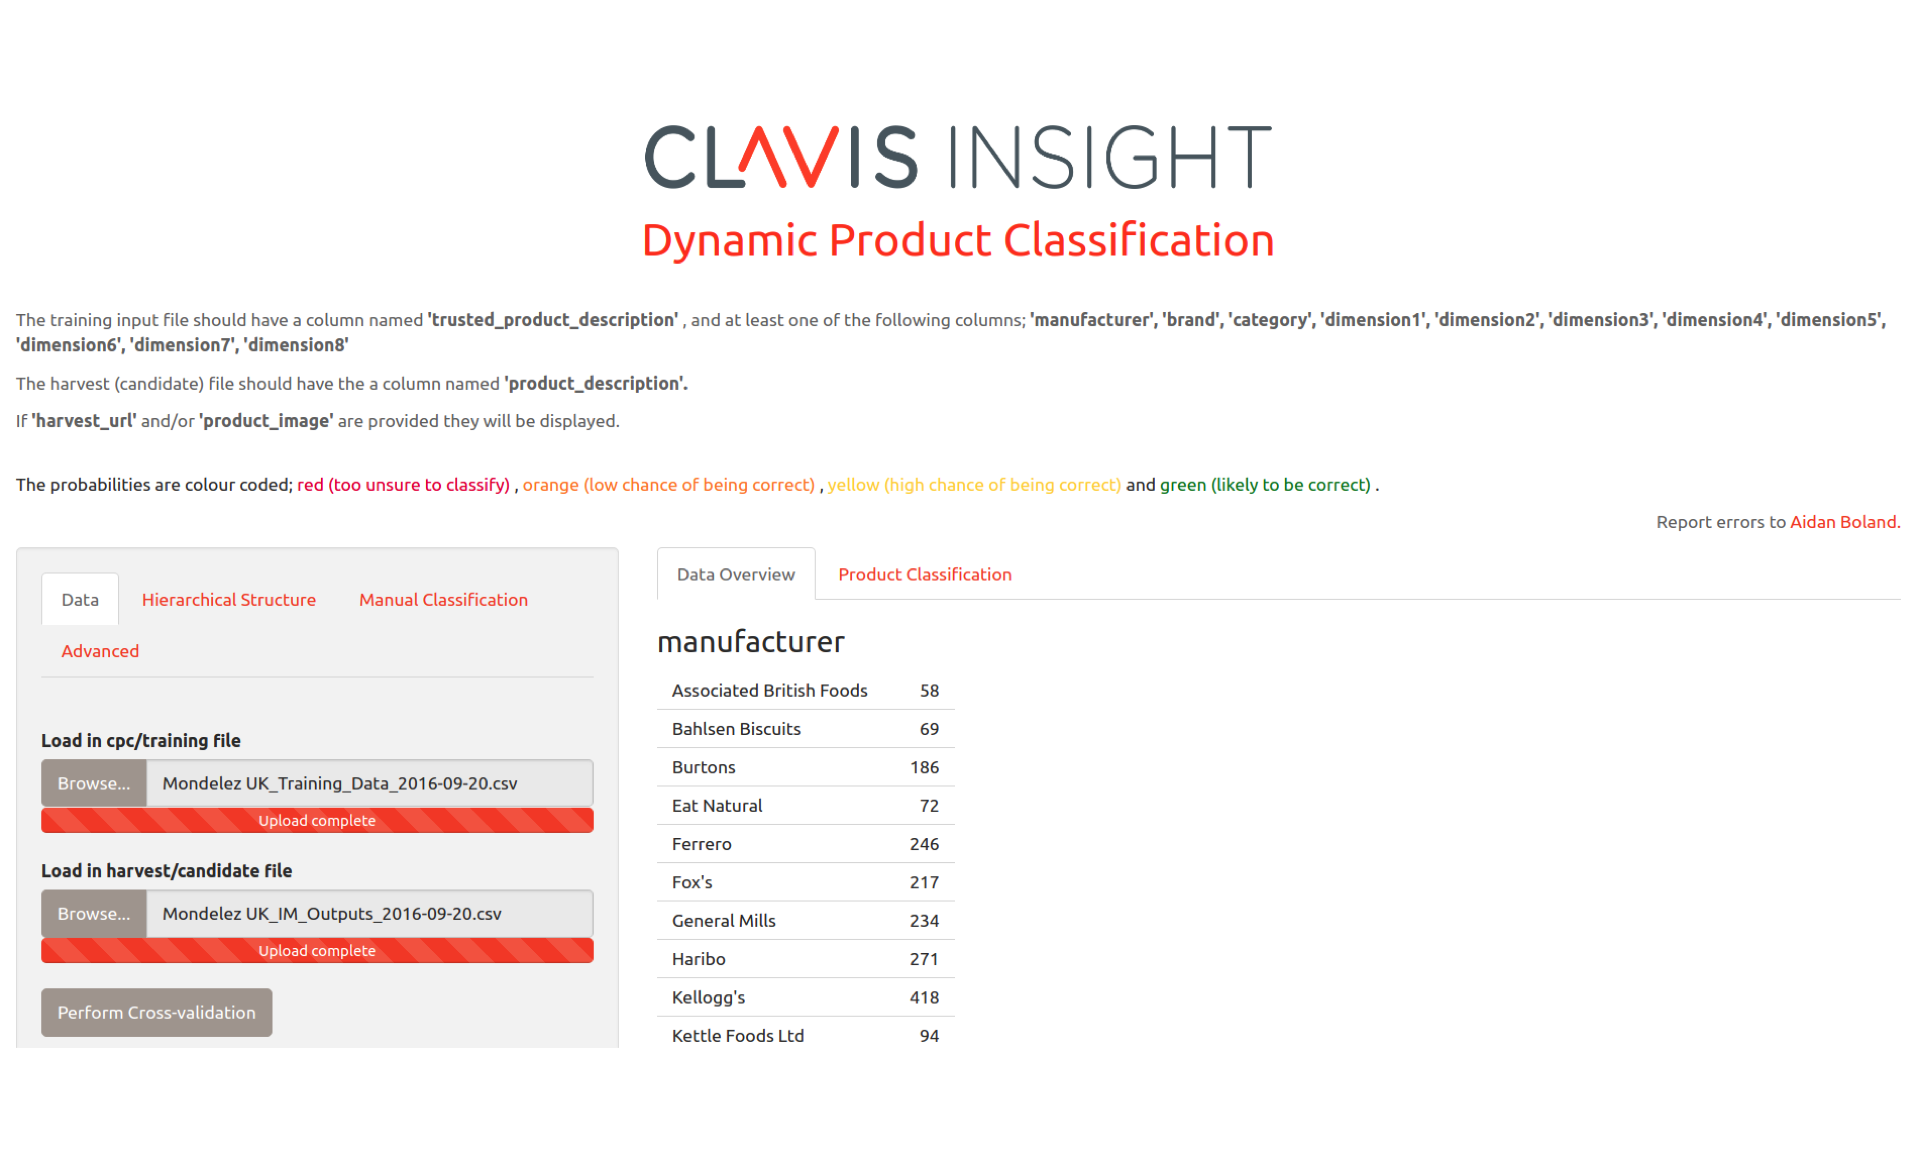 CLAVIS INSIGHT
Dynamic Product Classification
The training input file should have a column named 'trusted_product_description' , and at least one of the following columns; 'manufacturer', 'brand', 'category', 'dimension1', 'dimension2', 'dimension3', 'dimension4', 'dimension5',
'dimension6', 'dimension7', 'dimension8'
The harvest (candidate) file should have the a column named 'product_description'.
If 'harvest_url' and/or 'product_image' are provided they will be displayed.
The probabilities are colour coded; red (too unsure to classify) , orange (low chance of being correct) , yellow (high chance of being correct) and green (likely to be correct) .
Report errors to Aidan Boland.
Data Hierarchical Structure Manual Classification
Advanced
Load in cpc/training file
Browse... Mondelez UK_Training_Data_2016-09-20.csv
Upload complete
Load in harvest/candidate file
Browse... Mondelez UK_IM_Outputs_2016-09-20.csv
Upload complete
Perform Cross-validation
Data Overview Product Classification
manufacturer
Associated British Foods 58
Bahlsen Biscuits 69
Burtons 186
Eat Natural 72
Ferrero 246
Fox's 217
General Mills 234
Haribo 271
Kellogg's 418
Kettle Foods Ltd 94